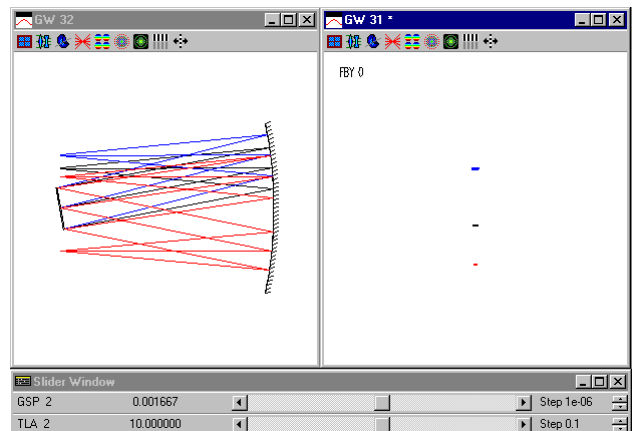 GW 32
GW 31 *
FBY 0
Slider Window
GSP 2 0.001667 Step 1e-06
TLA 2 10.000000 Step 0.1